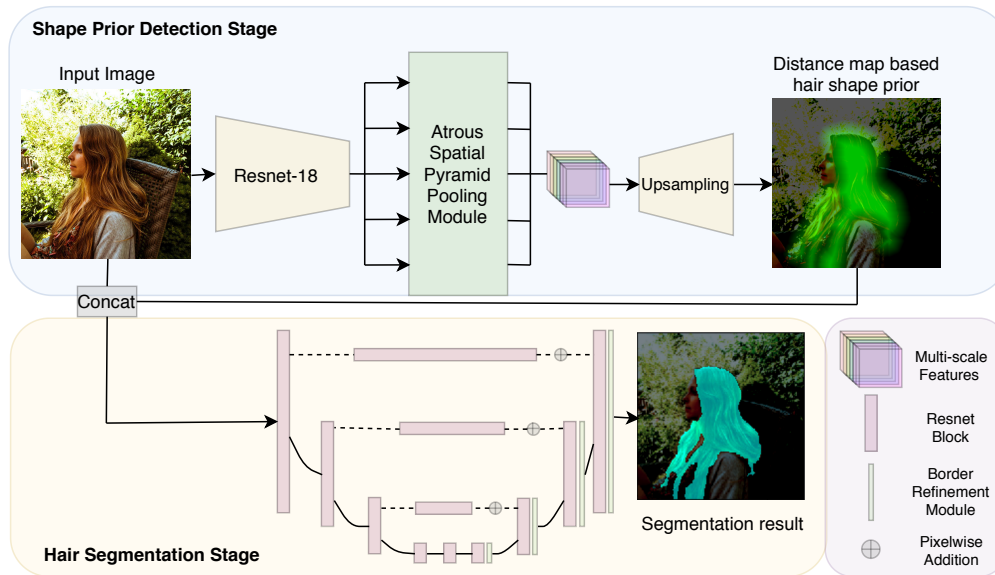 Shape Prior Detection Stage
Input Image
Resnet-18
Atrous
Spatial
Pyramid
Pooling
Module
Upsampling
Distance map based
hair shape prior
Concat
Segmentation result
Hair Segmentation Stage
Multi-scale
Features
Resnet
Block
Border
Refinement
Module
Pixelwise
Addition